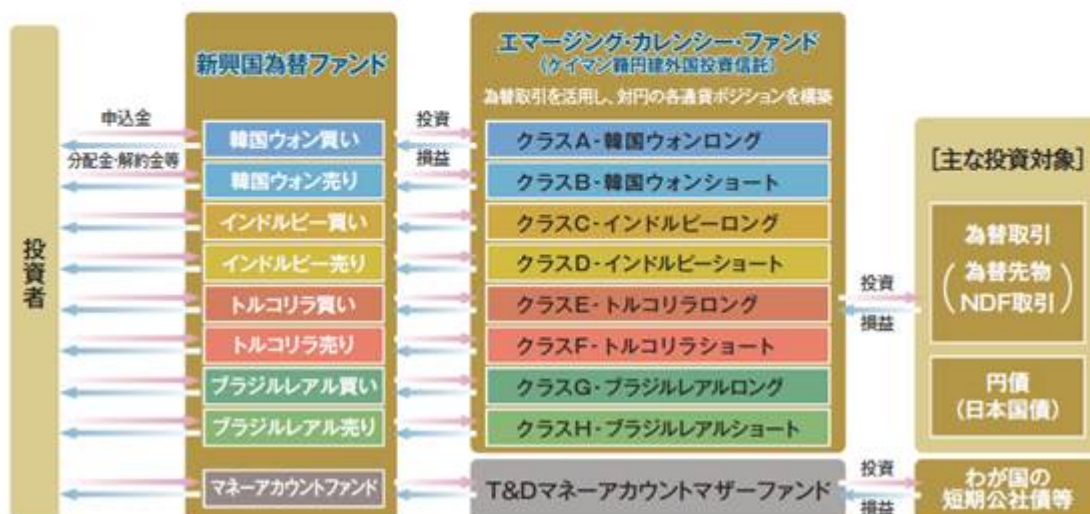 投資者
申込金
分配金・解約金等
新興国為替ファンド
韓国ウォン買い
韓国ウォン売り
インドルピー買い
インドルピー売り
トルコリラ買い
トルコリラ売り
ブラジルレアル買い
ブラジルレアル売り
マネーアカウントファンド
投資
損益
エマージング・カレンシー・ファンド
(ケイマン籍円建外国投資信託)
為替取引を活用し、対円の各通貨ポジションを構築
クラスA-韓国ウォンロング
クラスB-韓国ウォンショート
クラスC-インドルピーロング
クラスD-インドルピーショート
クラスE-トルコリラロング
クラスF-トルコリラショート
クラスG-ブラジルレアルロング
クラスH-ブラジルレアルショート
T&Dマネーアカウントマザーファンド
投資
損益
投資
損益
[主な投資対象]
為替取引
(為替先物
NDF取引)
円債
(日本国債)
わが国の
短期公社債等